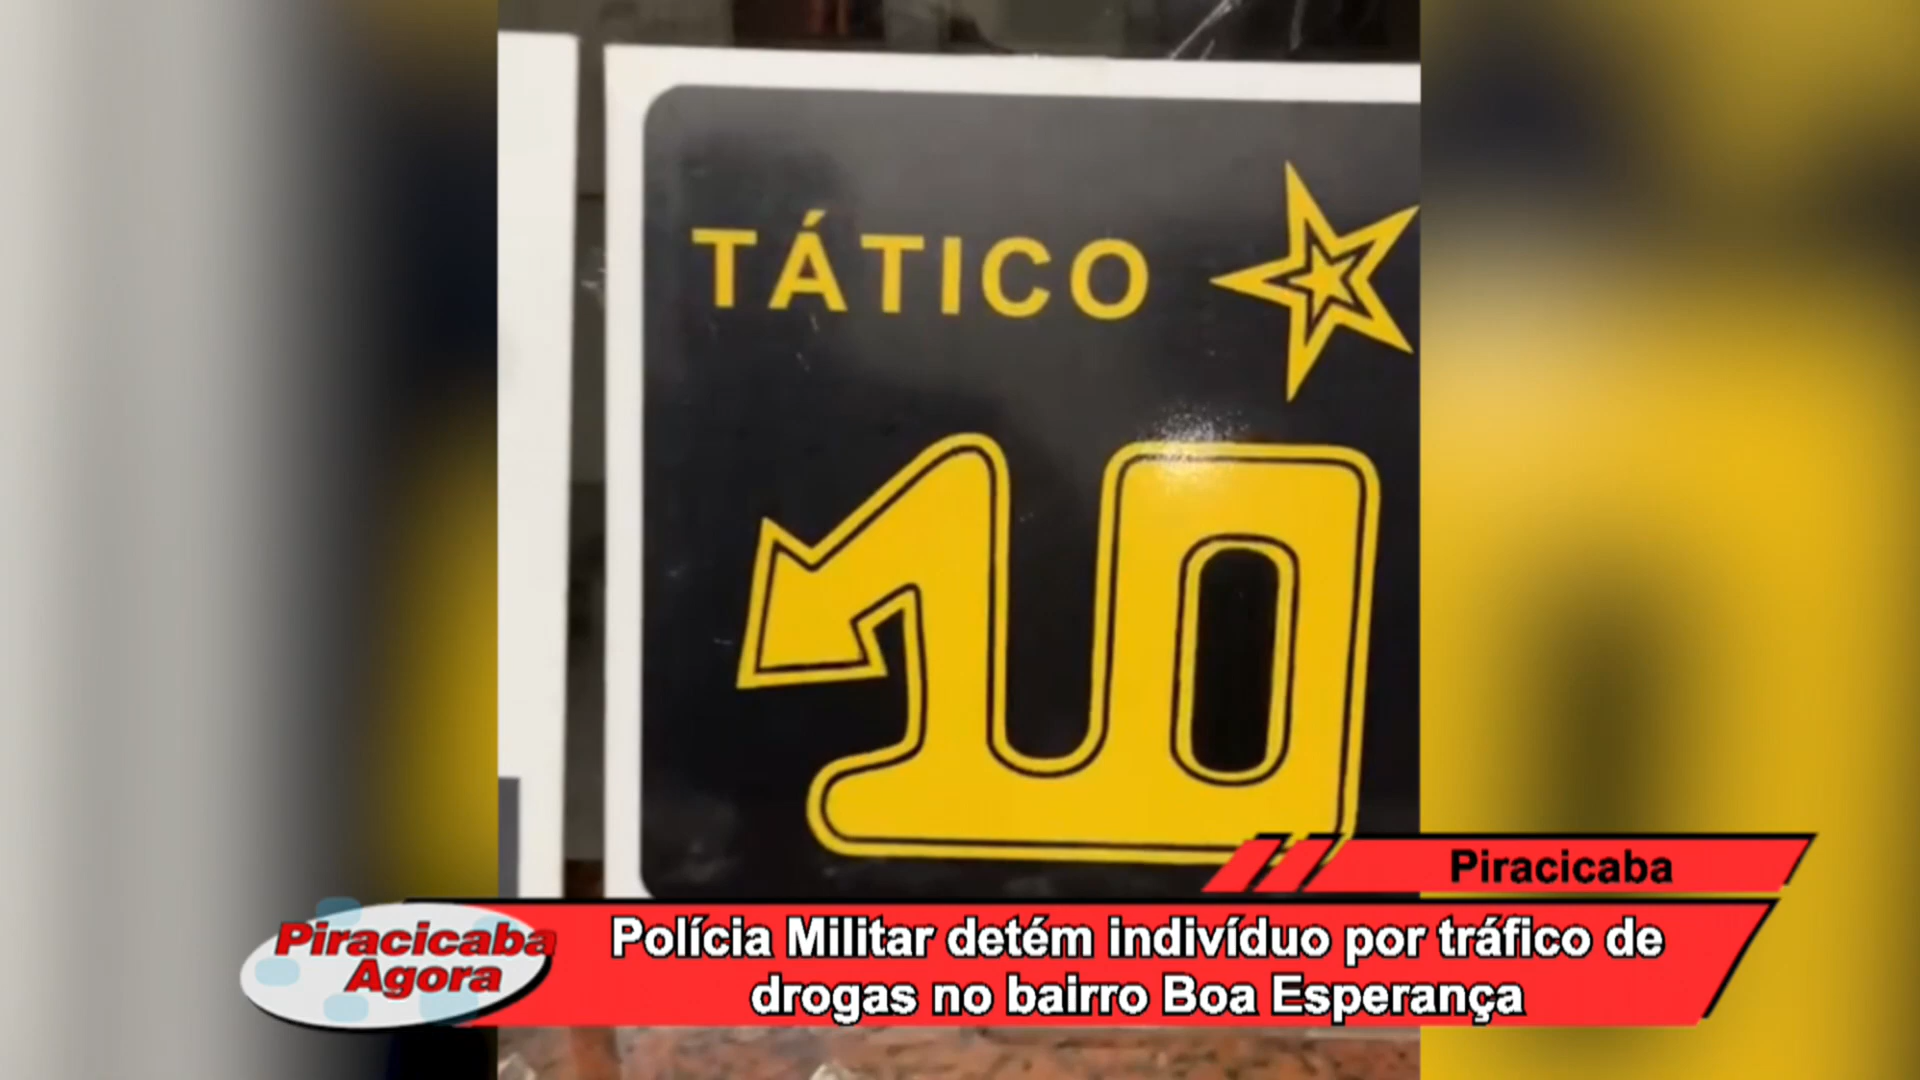 TÁTICO
10
Piracicaba
Piracicaba
Agora
Polícia Militar detém indivíduo por tráfico de
drogas no bairro Boa Esperança